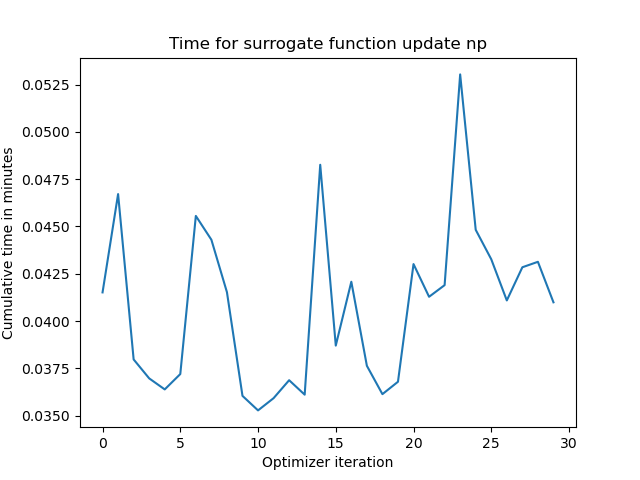 Time for surrogate function update np
Cumulative time in minutes
0.0525
0.0500
0.0475
0.0450
0.0425
0.0400
0.0375
0.0350
0 5 10 15 20 25 30
Optimizer iteration